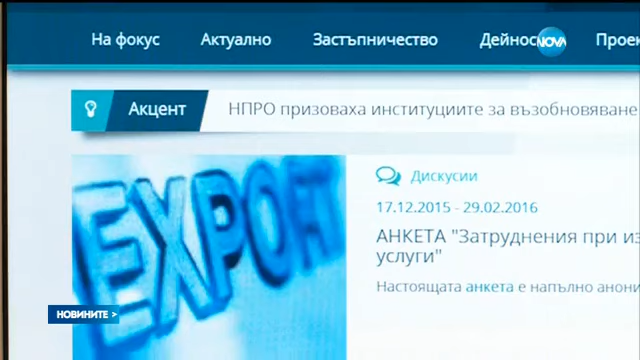 На фокус Актуално Застъпничество Дейнос NOVA Проек
Акцент НПРО призоваха институциите за възобновяване
EXPORT
Дискусии
17.12.2015 - 29.02.2016
АНКЕТА "Затруднения при из
услуги"
Настоящата анкета е напълно анони
НОВИНИТЕ >